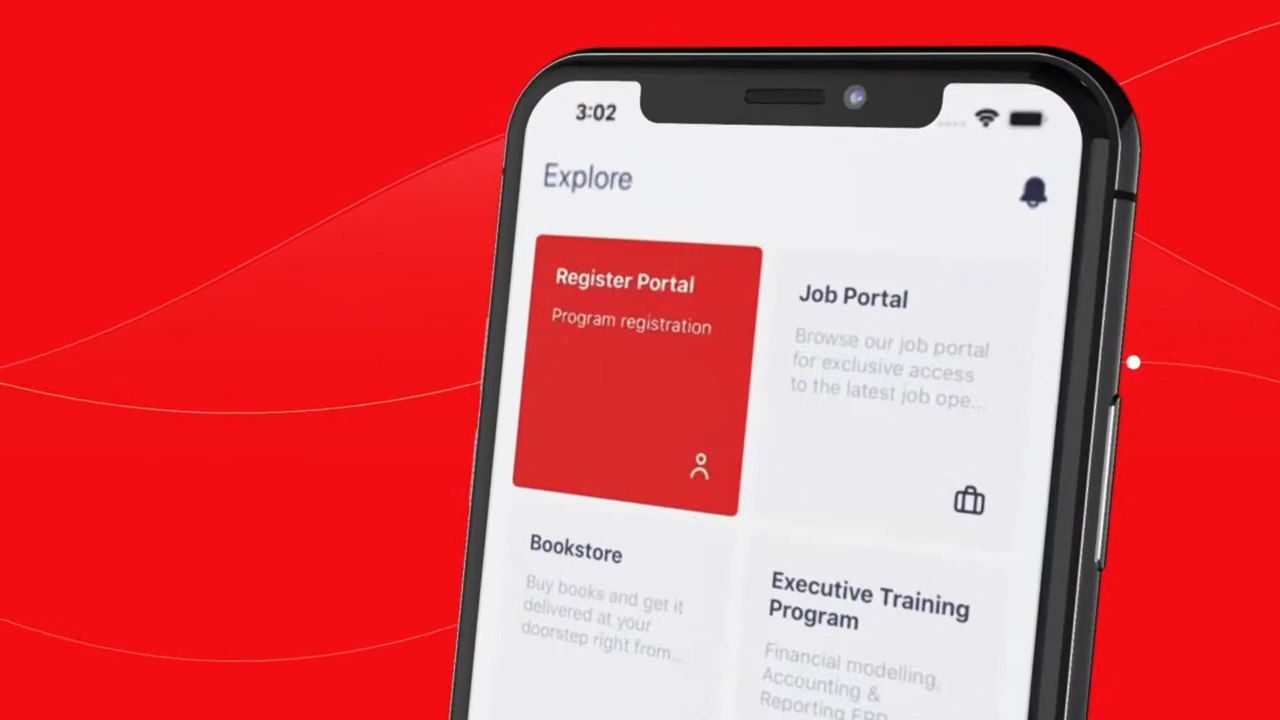 3:02
Explore
Register Portal
Program registration
Job Portal
Browse our job portal
for exclusive access
to the latest job ope...
Bookstore
Buy books and get it
delivered at your
doorstep right from...
Executive Training
Program
Financial modelling,
Accounting &
Reporting ERP